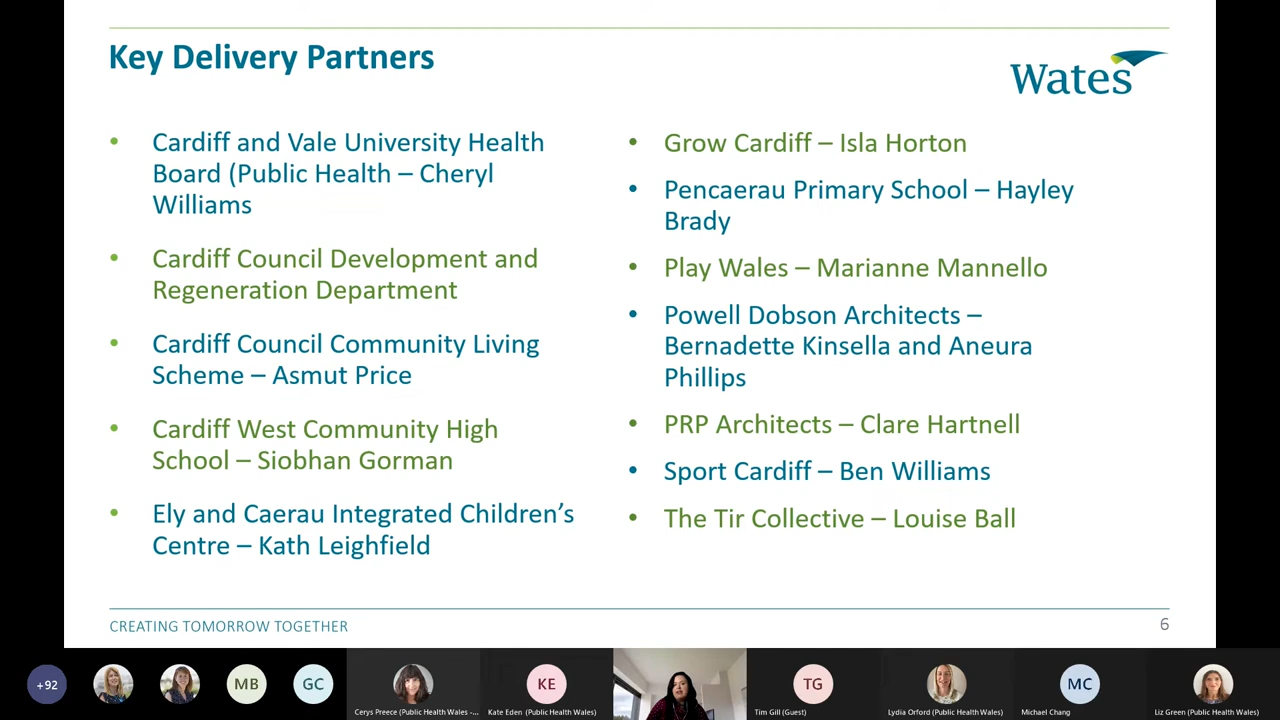 Key Delivery Partners
Wates
Cardiff and Vale University Health
Board (Public Health – Cheryl
Williams
Cardiff Council Development and
Regeneration Department
Cardiff Council Community Living
Scheme – Asmut Price
Cardiff West Community High
School – Siobhan Gorman
Ely and Caerau Integrated Children’s
Centre – Kath Leighfield
Grow Cardiff – Isla Horton
Pencaerau Primary School – Hayley
Brady
Play Wales – Marianne Mannello
Powell Dobson Architects –
Bernadette Kinsella and Aneura
Phillips
PRP Architects – Clare Hartnell
Sport Cardiff – Ben Williams
The Tir Collective – Louise Ball
CREATING TOMORROW TOGETHER
6
+92
MB
GC
Cerys Preece (Public Health Wales -...
KE
Kate Eden (Public Health Wales)
TG
Tim Gill (Guest)
Lydia Orford (Public Health Wales)
MC
Michael Chang
Liz Green (Public Health Wales)